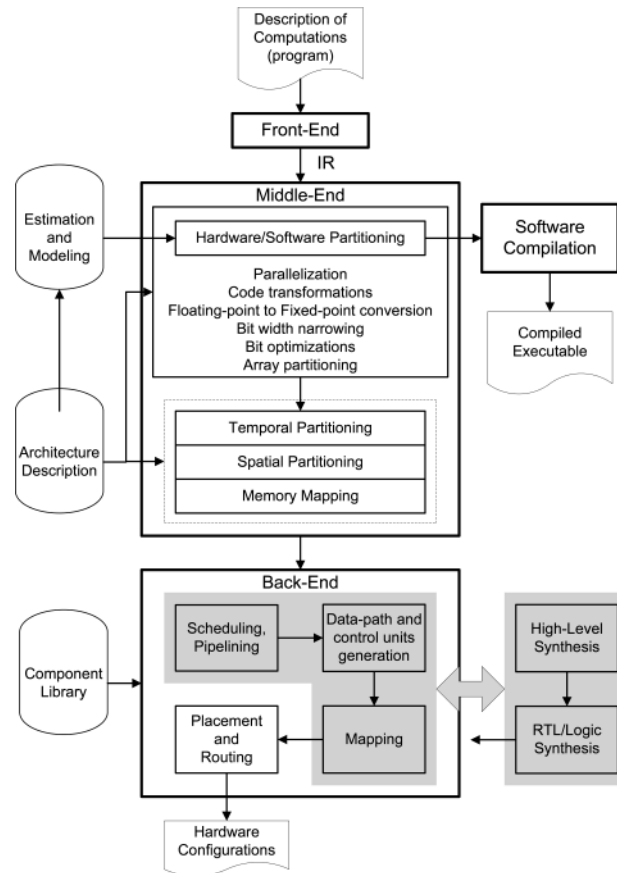 Description of
Computations
(program)
Front-End
IR
Middle-End
Estimation
and
Modeling
Hardware/Software Partitioning
Software
Compilation
Parallelization
Code transformations
Floating-point to Fixed-point conversion
Bit width narrowing
Bit optimizations
Array partitioning
Compiled
Executable
Architecture
Description
Temporal Partitioning
Spatial Partitioning
Memory Mapping
Back-End
Component
Library
Scheduling,
Pipelining
Data-path and
control units
generation
High-Level
Synthesis
Placement
and
Routing
Mapping
RTL/Logic
Synthesis
Hardware
Configurations